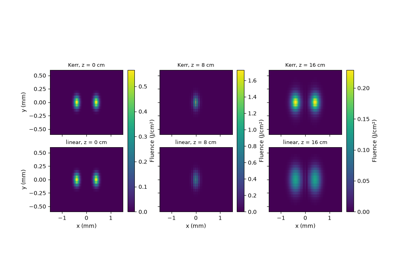 Kerr, z = 0 cm
Kerr, z = 8 cm
Kerr, z = 16 cm
y (mm)
0.50
0.25
0.00
−0.25
−0.50
0.5
0.4
0.3
0.2
0.1
0.0
Fluence (J/cm²)
1.6
1.4
1.2
1.0
0.8
0.6
0.4
0.2
0.0
Fluence (J/cm²)
0.20
0.15
0.10
0.05
0.00
Fluence (J/cm²)
linear, z = 0 cm
linear, z = 8 cm
linear, z = 16 cm
y (mm)
0.50
0.25
0.00
−0.25
−0.50
−1
0
1
x (mm)
−1
0
1
x (mm)
−1
0
1
x (mm)